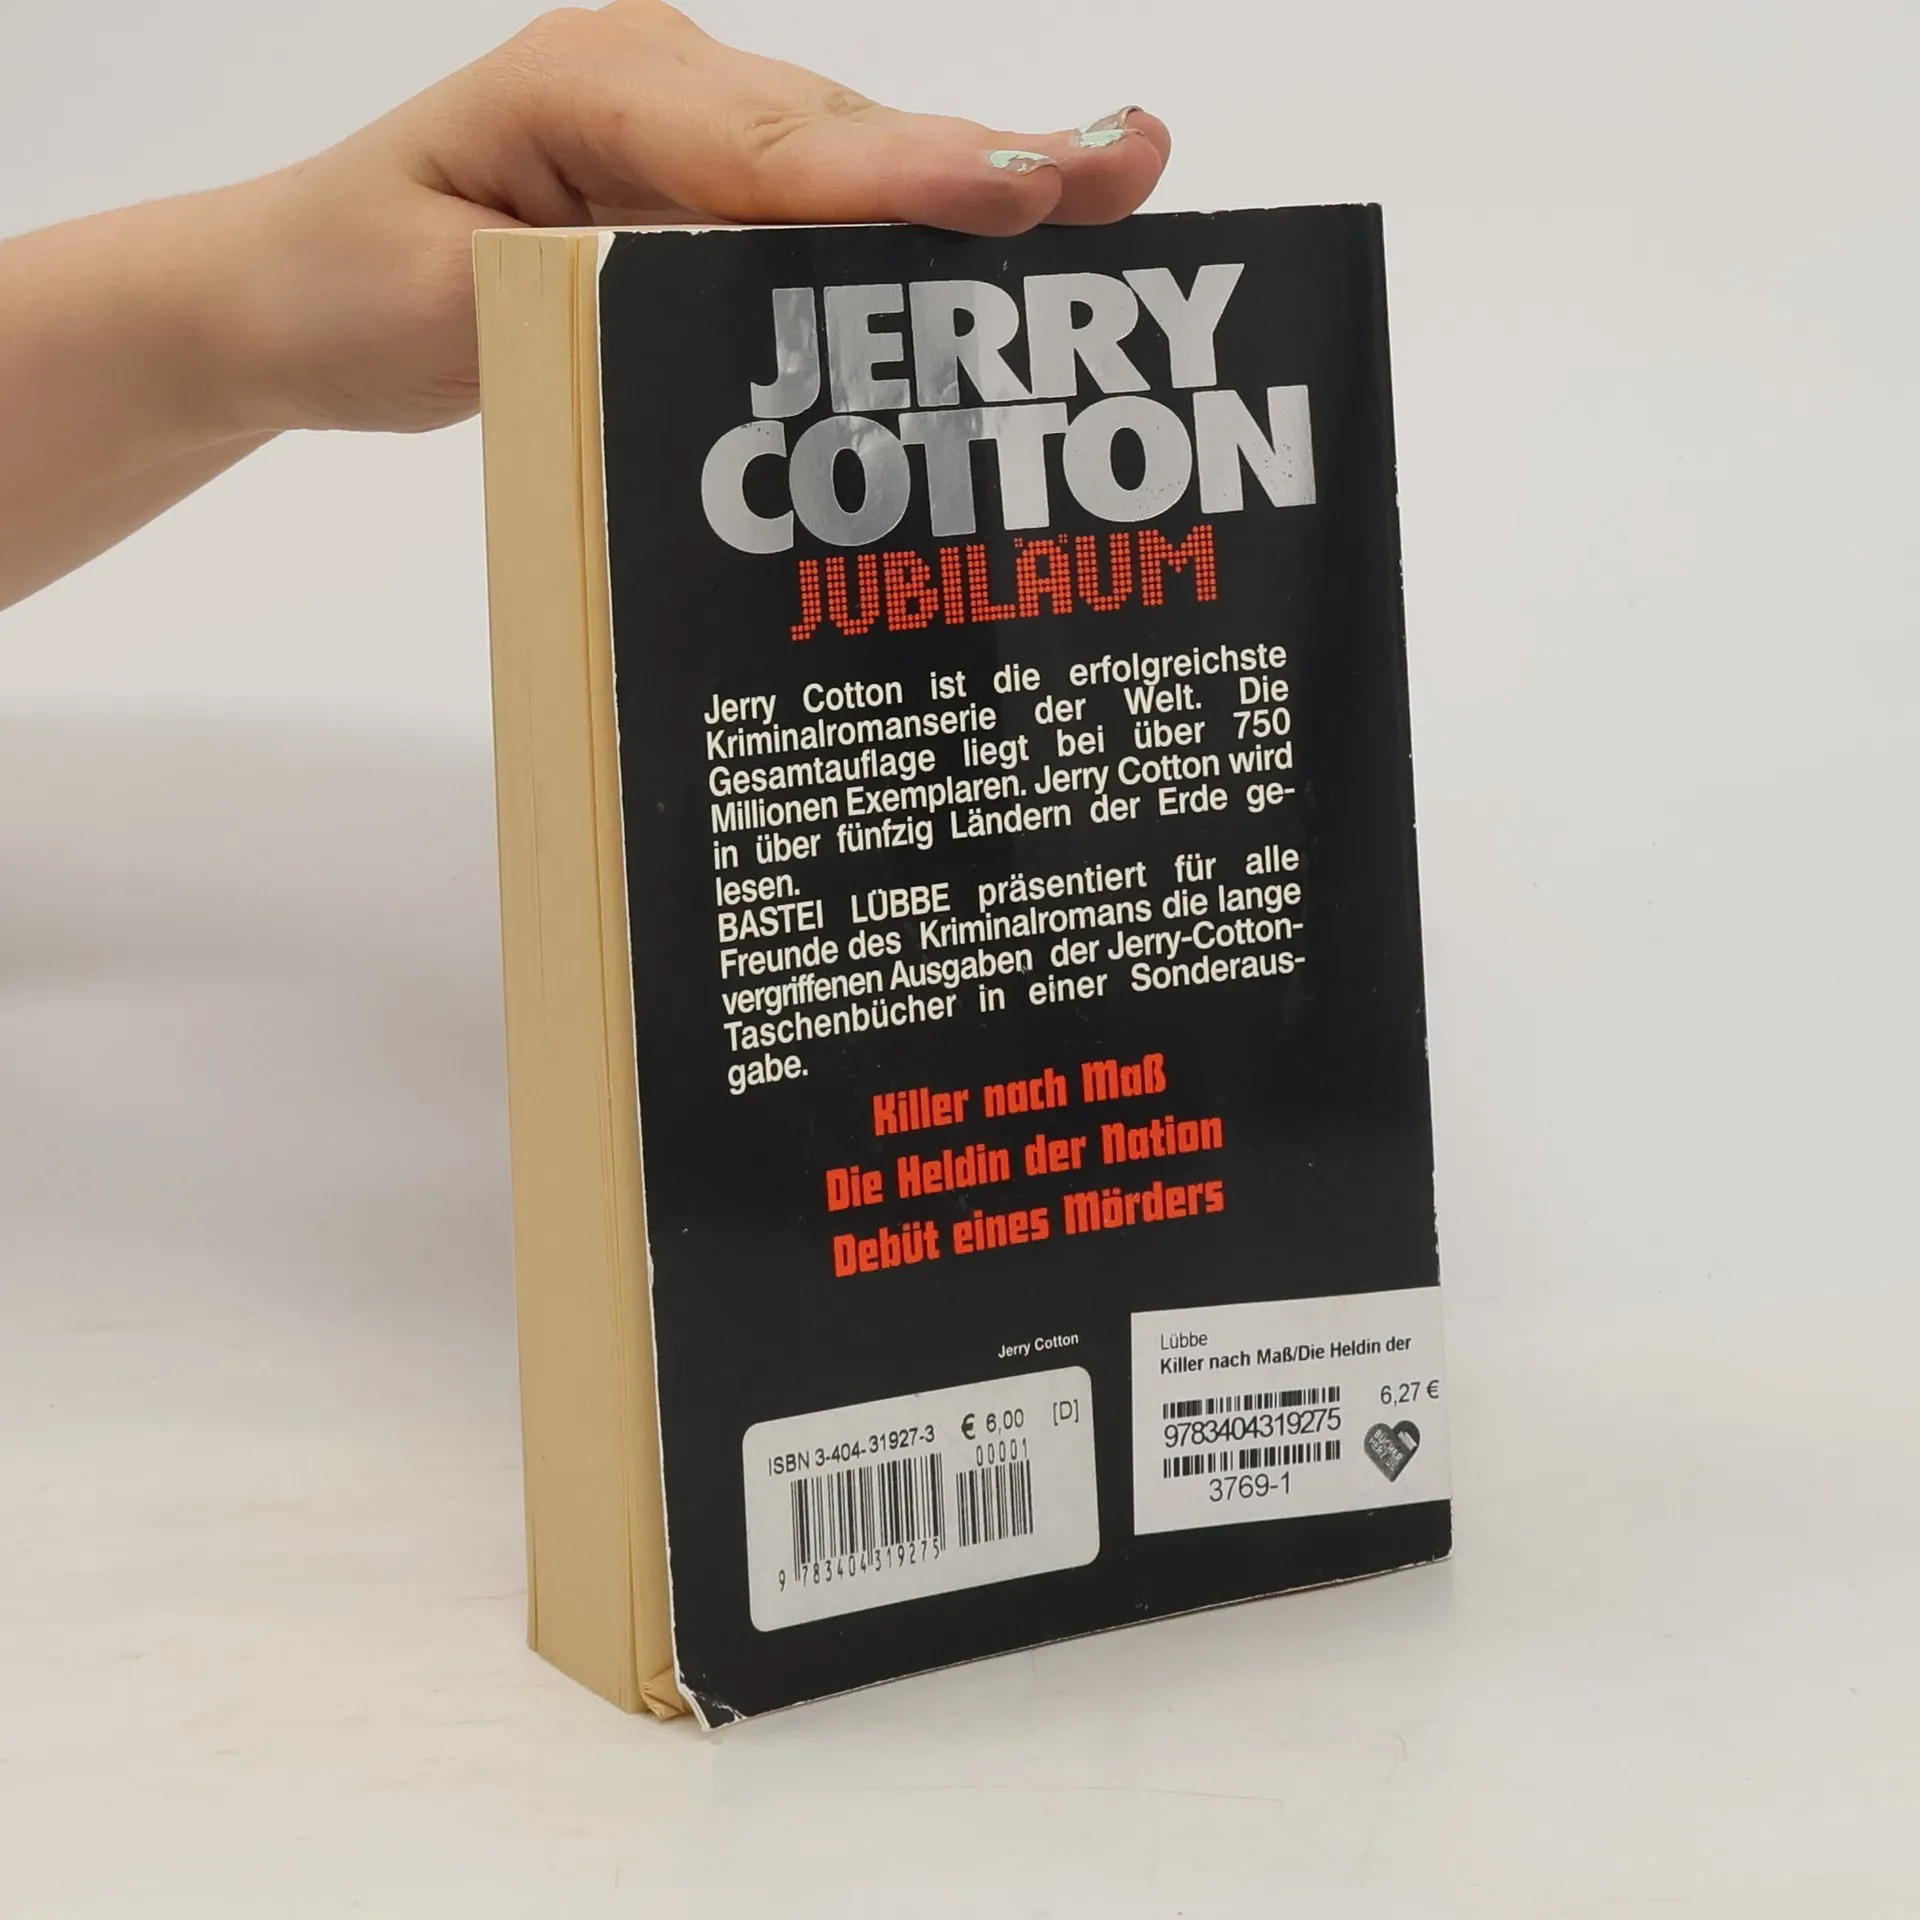 JERRY
COTTON
JUBILÄUM
Jerry Cotton ist die erfolgreichste
Kriminalromanserie der Welt. Die
Gesamtauflage liegt bei über 750
Millionen Exemplaren. Jerry Cotton wird
in über fünfzig Ländern der Erde ge-
lesen.
BASTEI LÜBBE präsentiert für alle
Freunde des Kriminalromans die lange
vergriffenen Ausgaben der Jerry-Cotton-
Taschenbücher in einer Sonderaus-
gabe.
Killer nach Maß
Die Heldin der Nation
Debüt eines Mörders
Jerry Cotton
ISBN 3-404-31927-3 € 6,00 [D]
00001
9 783404 319275
Lübbe
Killer nach Maß/Die Heldin der
6,27 €
9783404319275
BÜCHER
3769-1